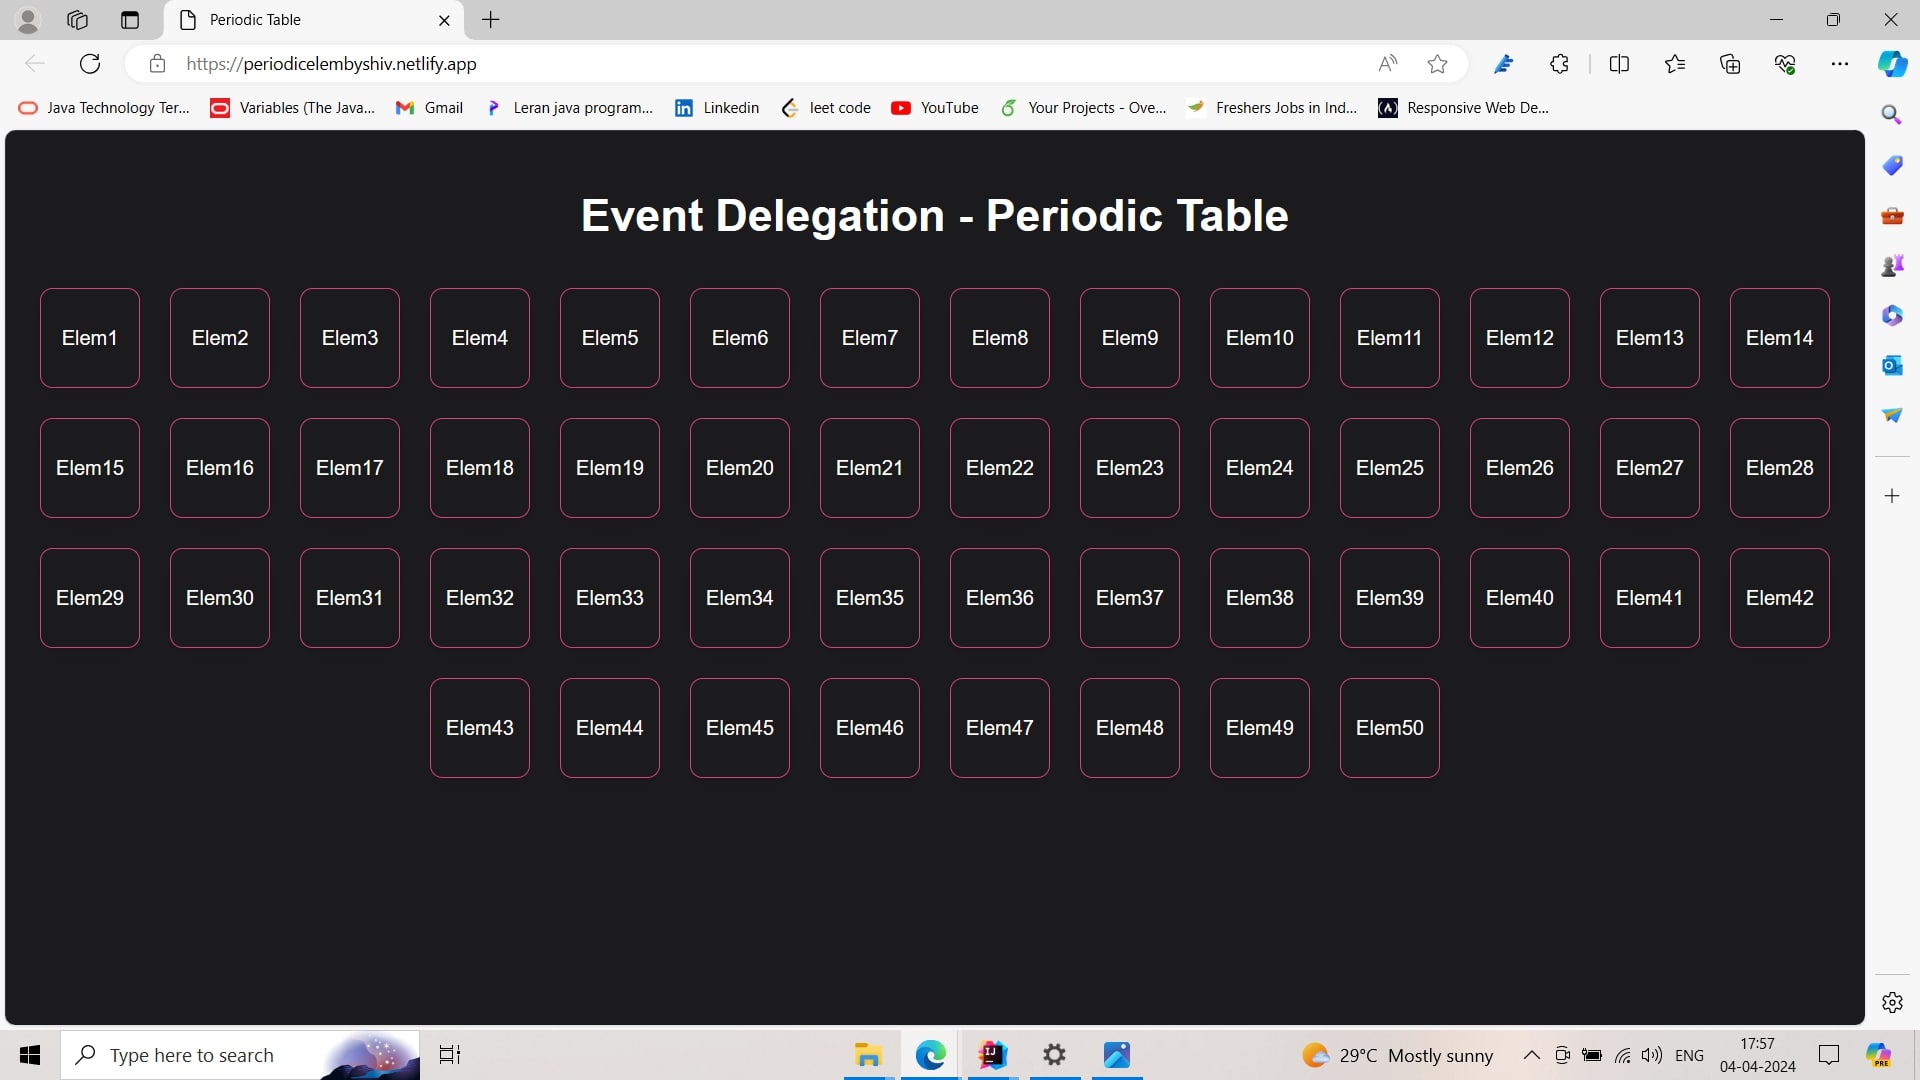 Periodic Table
https://periodicelembyshiv.netlify.app
Java Technology Ter... Variables (The Java... Gmail Leran java program... Linkedin leet code YouTube Your Projects - Ove... Freshers Jobs in Ind... Responsive Web De...
Event Delegation - Periodic Table
Elem1 Elem2 Elem3 Elem4 Elem5 Elem6 Elem7 Elem8 Elem9 Elem10 Elem11 Elem12 Elem13 Elem14
Elem15 Elem16 Elem17 Elem18 Elem19 Elem20 Elem21 Elem22 Elem23 Elem24 Elem25 Elem26 Elem27 Elem28
Elem29 Elem30 Elem31 Elem32 Elem33 Elem34 Elem35 Elem36 Elem37 Elem38 Elem39 Elem40 Elem41 Elem42
Elem43 Elem44 Elem45 Elem46 Elem47 Elem48 Elem49 Elem50
Type here to search
29°C Mostly sunny
ENG
17:57
04-04-2024
PRE